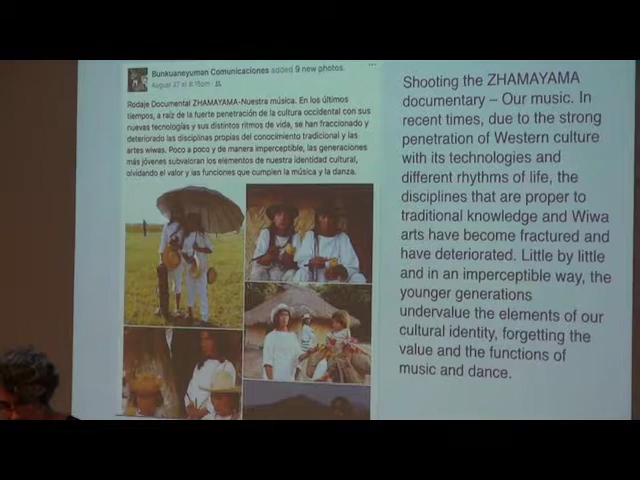 Bunkuaneyuman Comunicaciones added 9 new photos.
August 27 at 8:15am
Rodaje Documental ZHAMAYAMA-Nuestra música. En los últimos
tiempos, a raíz de la fuerte penetración de la cultura occidental con sus
nuevas tecnologías y sus distintos ritmos de vida, se han fraccionado y
deteriorado las disciplinas propias del conocimiento tradicional y las
artes wiwas. Poco a poco y de manera imperceptible, las generaciones
más jóvenes subvaloran los elementos de nuestra identidad cultural,
olvidando el valor y las funciones que cumplen la música y la danza.
Shooting the ZHAMAYAMA
documentary – Our music. In
recent times, due to the strong
penetration of Western culture
with its technologies and
different rhythms of life, the
disciplines that are proper to
traditional knowledge and Wiwa
arts have become fractured and
have deteriorated. Little by little
and in an imperceptible way, the
younger generations
undervalue the elements of our
cultural identity, forgetting the
value and the functions of
music and dance.